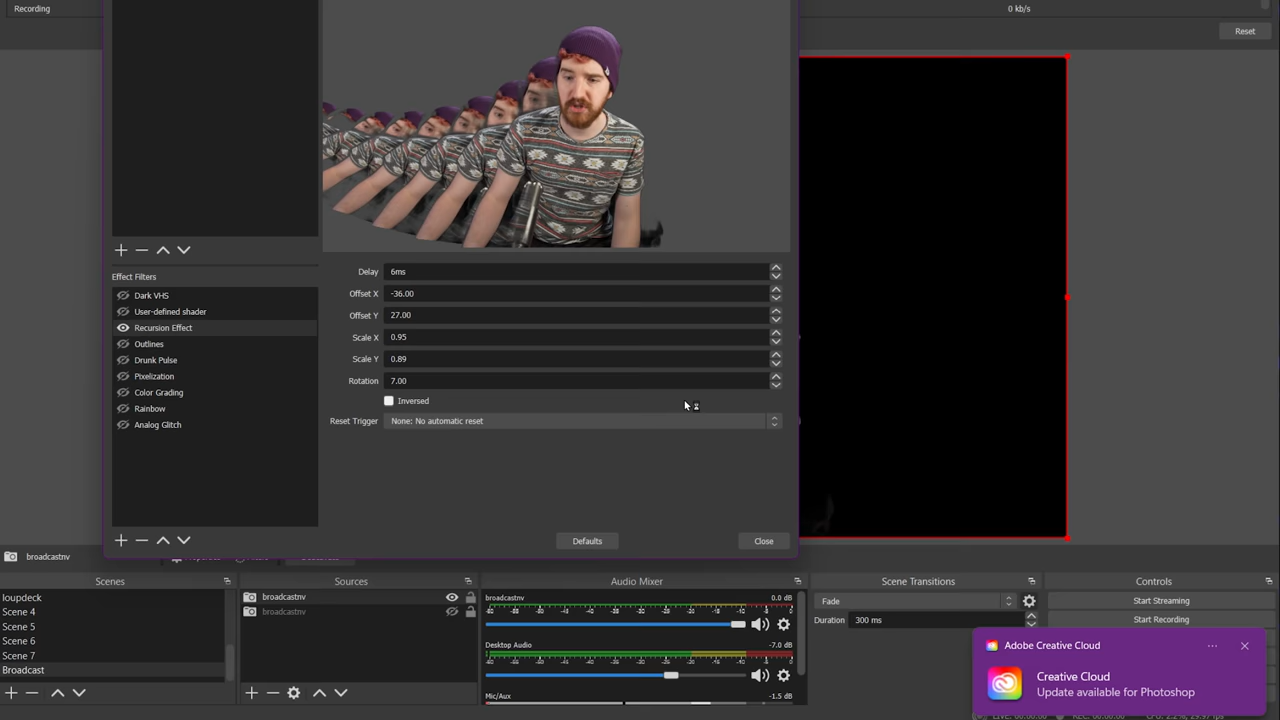 Recording
0 kb/s
Reset
Effect Filters
Dark VHS
User-defined shader
Recursion Effect
Outlines
Drunk Pulse
Pixelization
Color Grading
Rainbow
Analog Glitch
Delay 6ms
Offset X -36.00
Offset Y 27.00
Scale X 0.95
Scale Y 0.89
Rotation 7.00
Inversed
Reset Trigger None: No automatic reset
Defaults
Close
broadcastnv
Scenes
loupdeck
Scene 4
Scene 5
Scene 6
Scene 7
Broadcast
Sources
broadcastnv
broadcastnv
Audio Mixer
broadcastnv 0.0 dB
Desktop Audio -7.0 dB
Mic/Aux -1.5 dB
Scene Transitions
Fade
Duration 300 ms
Controls
Start Streaming
Start Recording
Adobe Creative Cloud
Creative Cloud
Update available for Photoshop